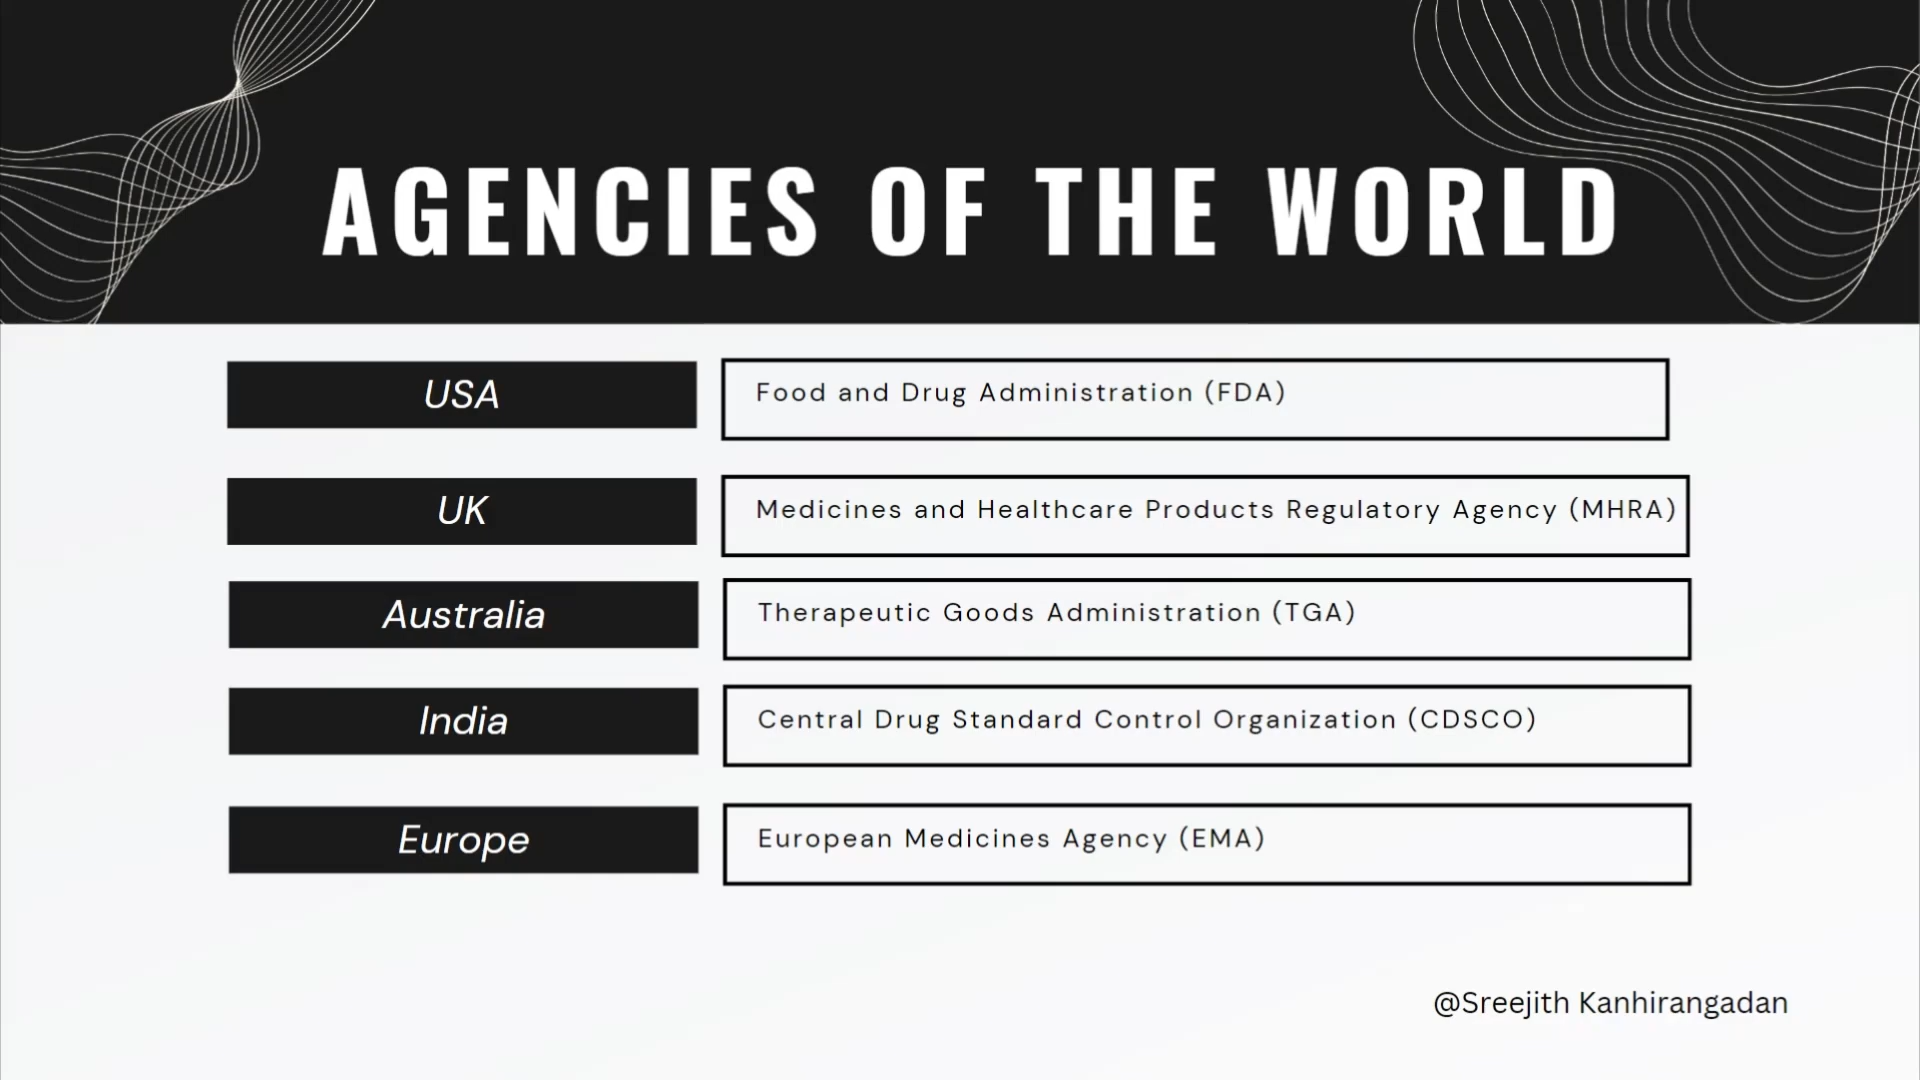 AGENCIES OF THE WORLD
USA
Food and Drug Administration (FDA)
UK
Medicines and Healthcare Products Regulatory Agency (MHRA)
Australia
Therapeutic Goods Administration (TGA)
India
Central Drug Standard Control Organization (CDSCO)
Europe
European Medicines Agency (EMA)
@Sreejith Kanhirangadan